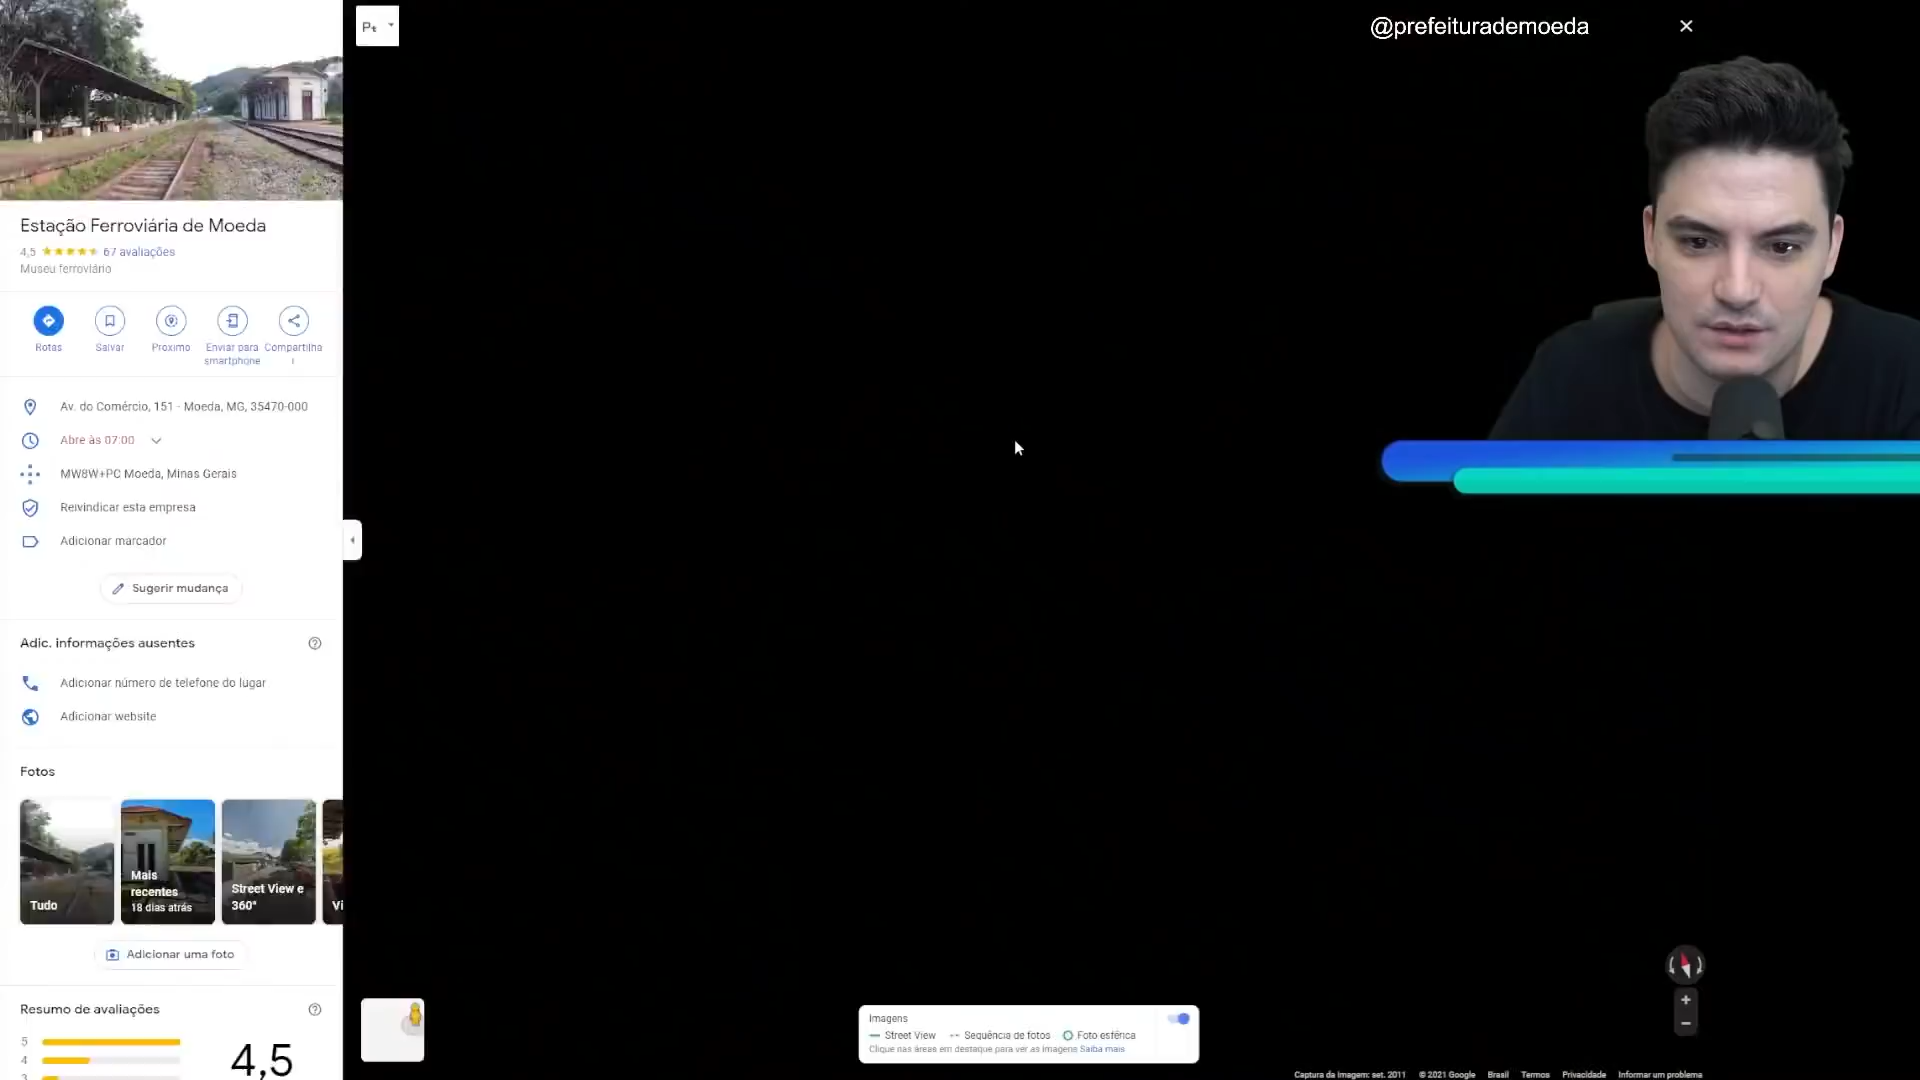 Pt
@prefeiturademoeda
Estação Ferroviária de Moeda
4,5 67 avaliações
Museu ferroviário
Rotas
Salvar
Próximo
Enviar para smartphone
Compartilha
r
Av. do Comércio, 151 - Moeda, MG, 35470-000
Abre às 07:00
MW8W+PC Moeda, Minas Gerais
Reivindicar esta empresa
Adicionar marcador
Sugerir mudança
Adic. informações ausentes
Adicionar número de telefone do lugar
Adicionar website
Fotos
Tudo
Mais
recentes
18 dias atrás
Street View e
360°
Vi
Adicionar uma foto
Resumo de avaliações
5
4
3
4,5
Imagens
Street View Sequência de fotos Foto esférica
Clique nas áreas em destaque para ver as imagens Saiba mais
Captura da imagem: set. 2011 © 2021 Google Brasil Termos Privacidade Informar um problema